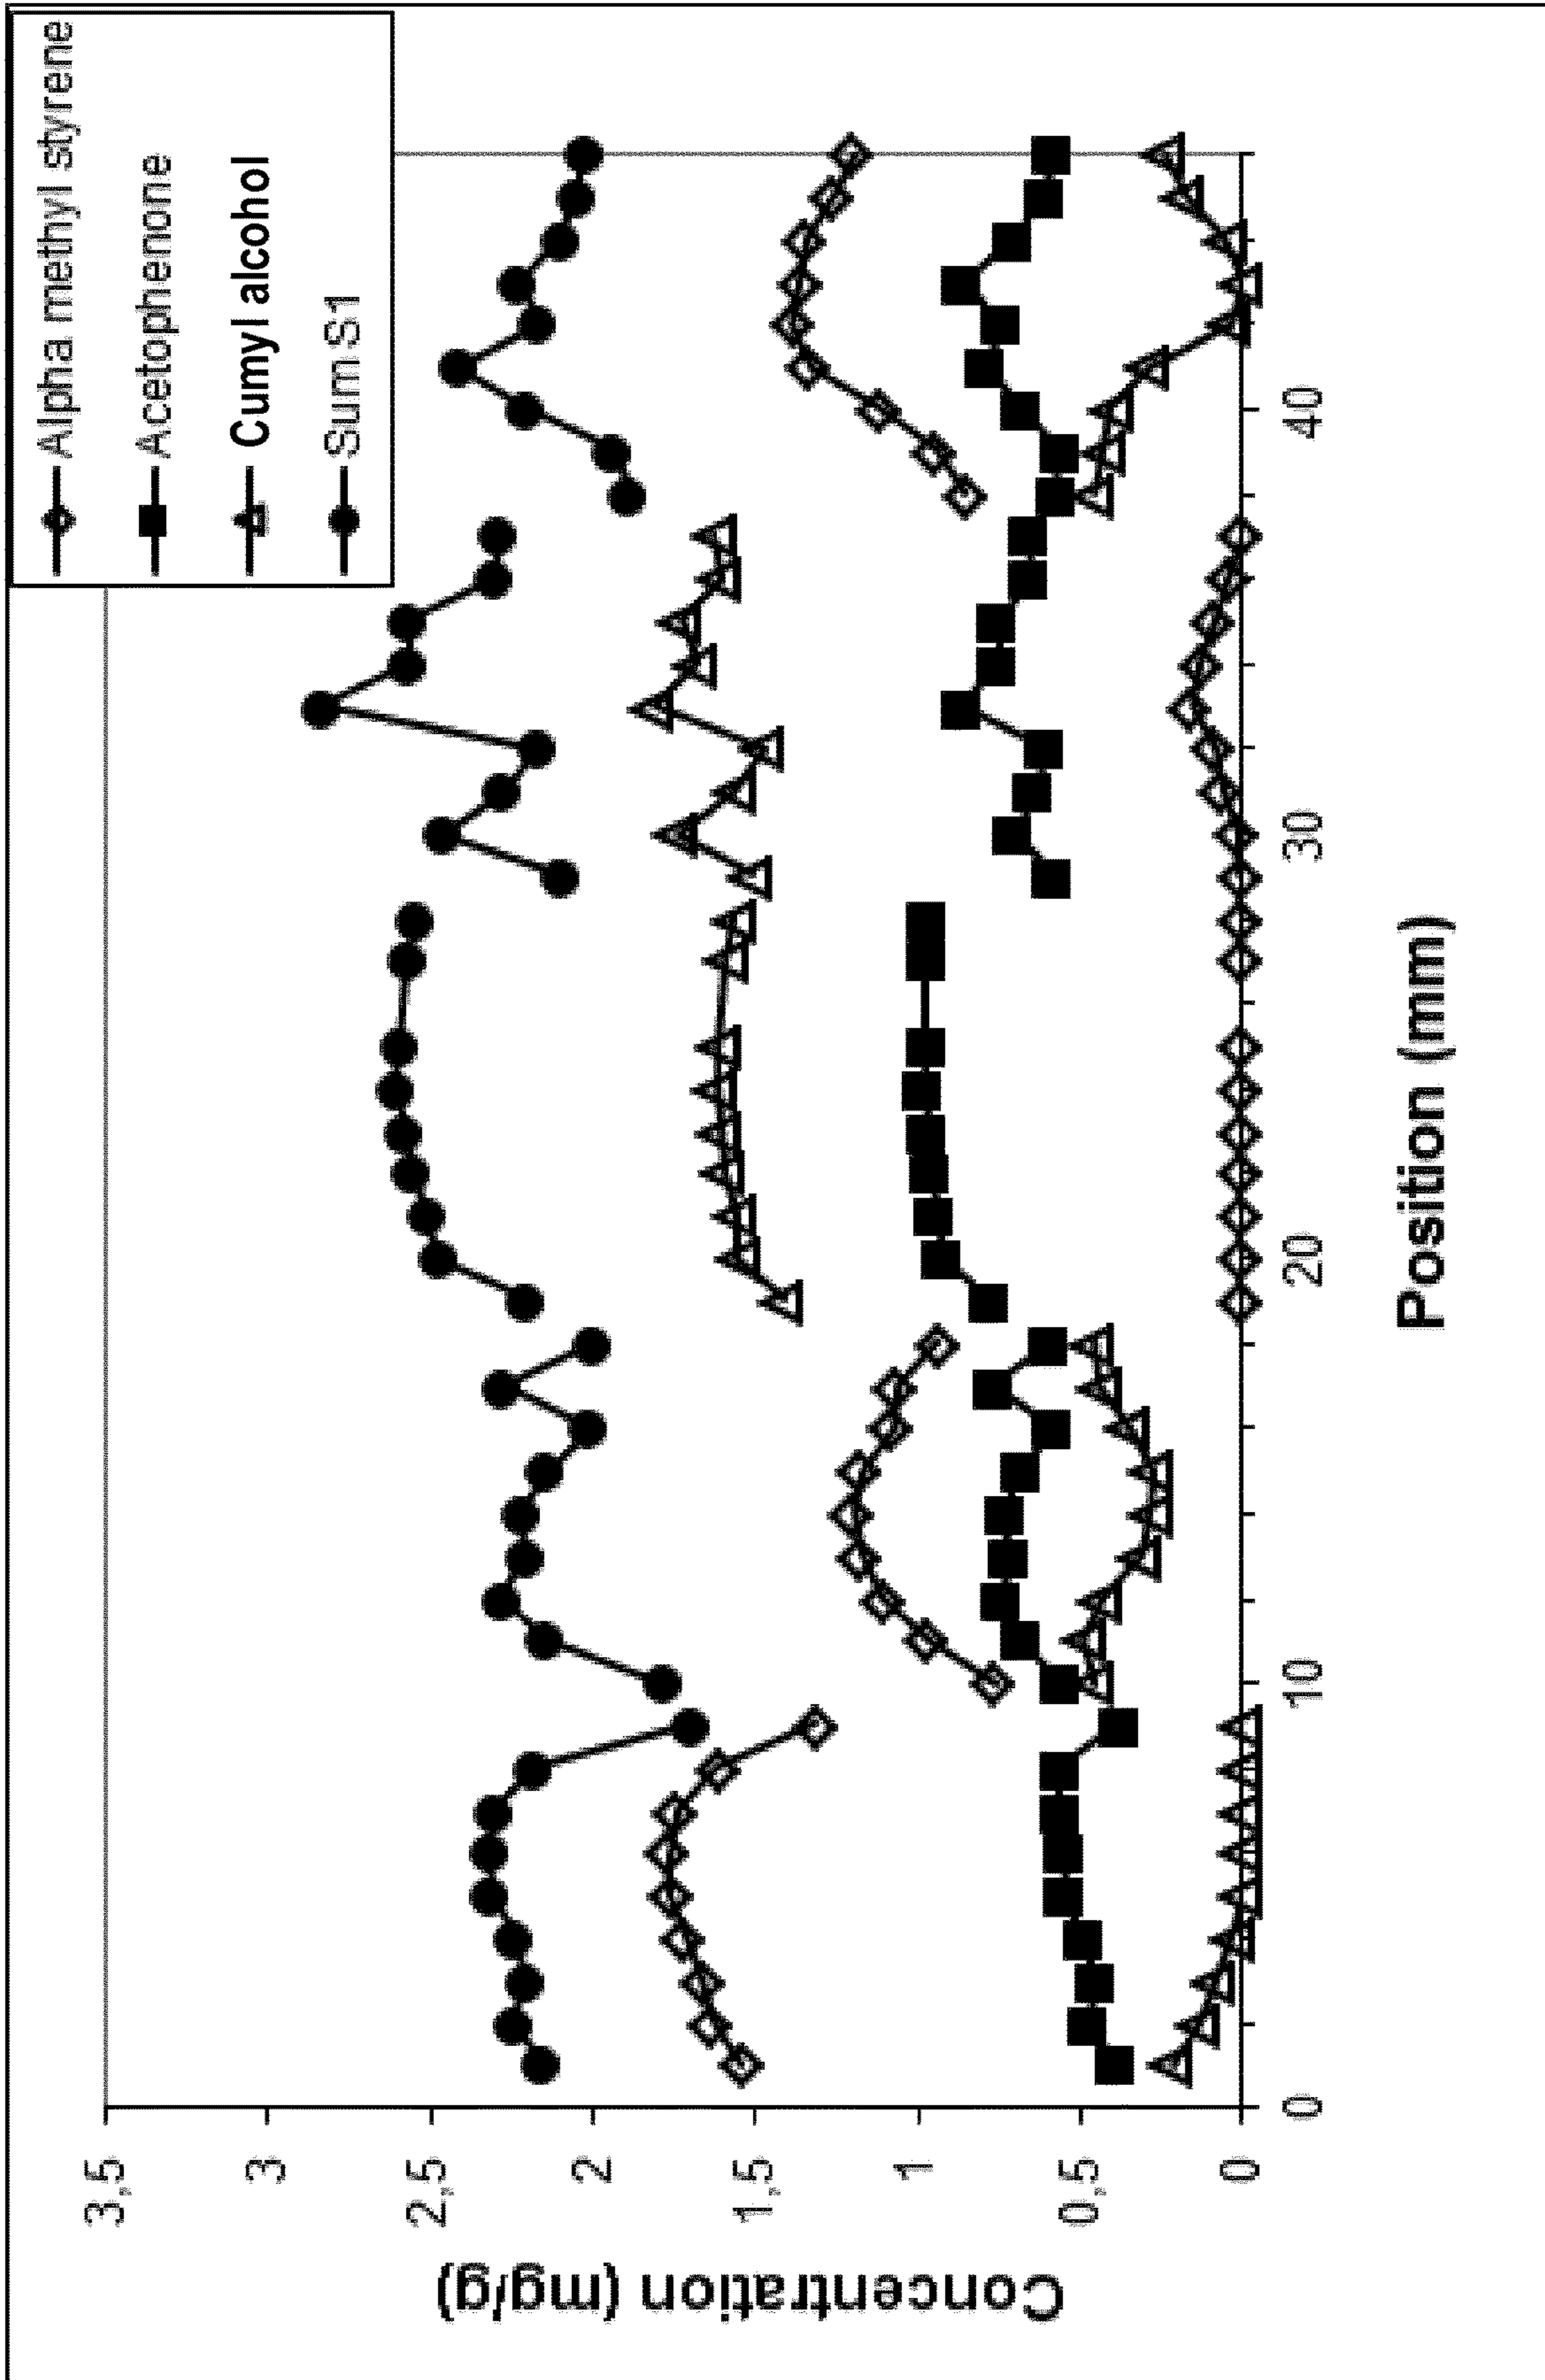 Alpha methyl styrene
Acetophenone
Cumyl alcohol
Sum S1
Concentration (mg/g)
3,5
3
2,5
2
1,5
1
0,5
0
0
10
20
30
40
Position (mm)